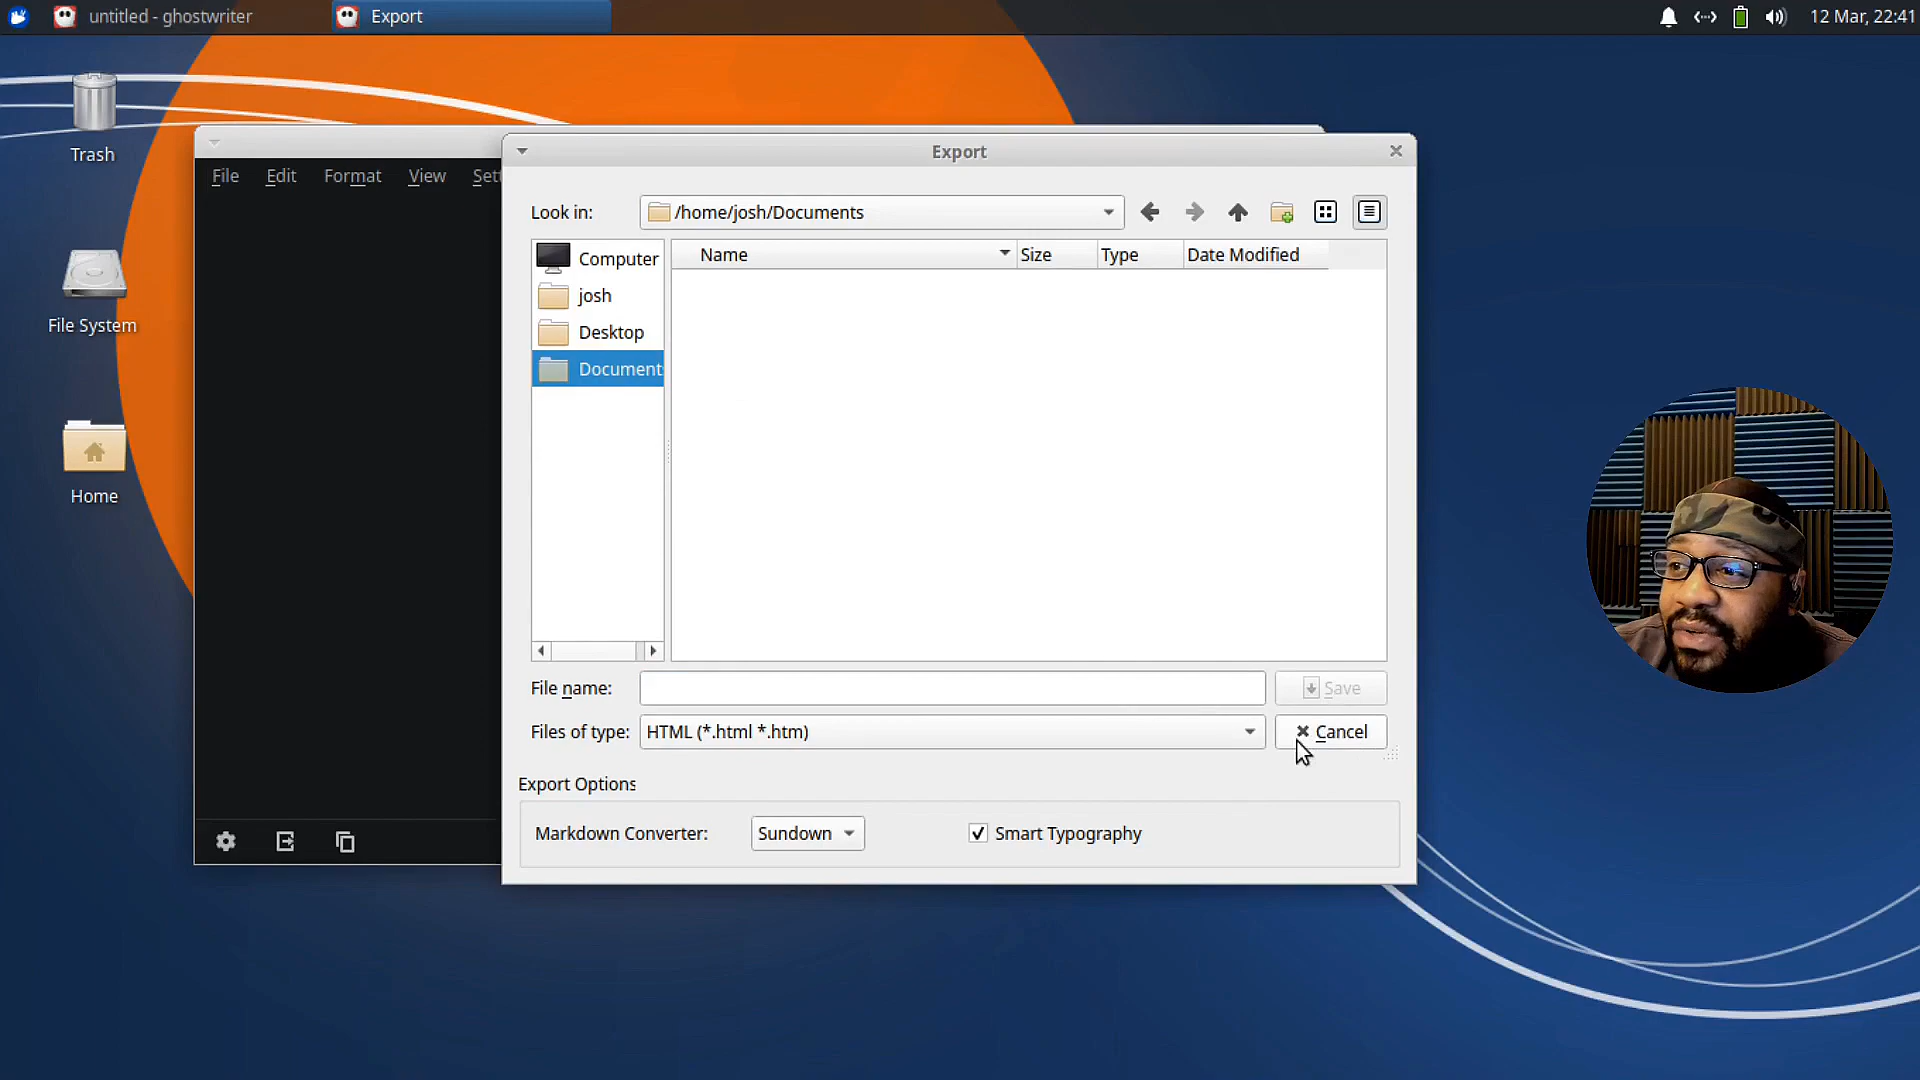 untitled - ghostwriter
Export
12 Mar, 22:41
Trash
File System
Home
File Edit Format View
Export
Look in: /home/josh/Documents
Computer
josh
Desktop
Document
Name Size Type Date Modified
File name: Save
Files of type: HTML (*.html *.htm) Cancel
Export Options
Markdown Converter: Sundown Smart Typography